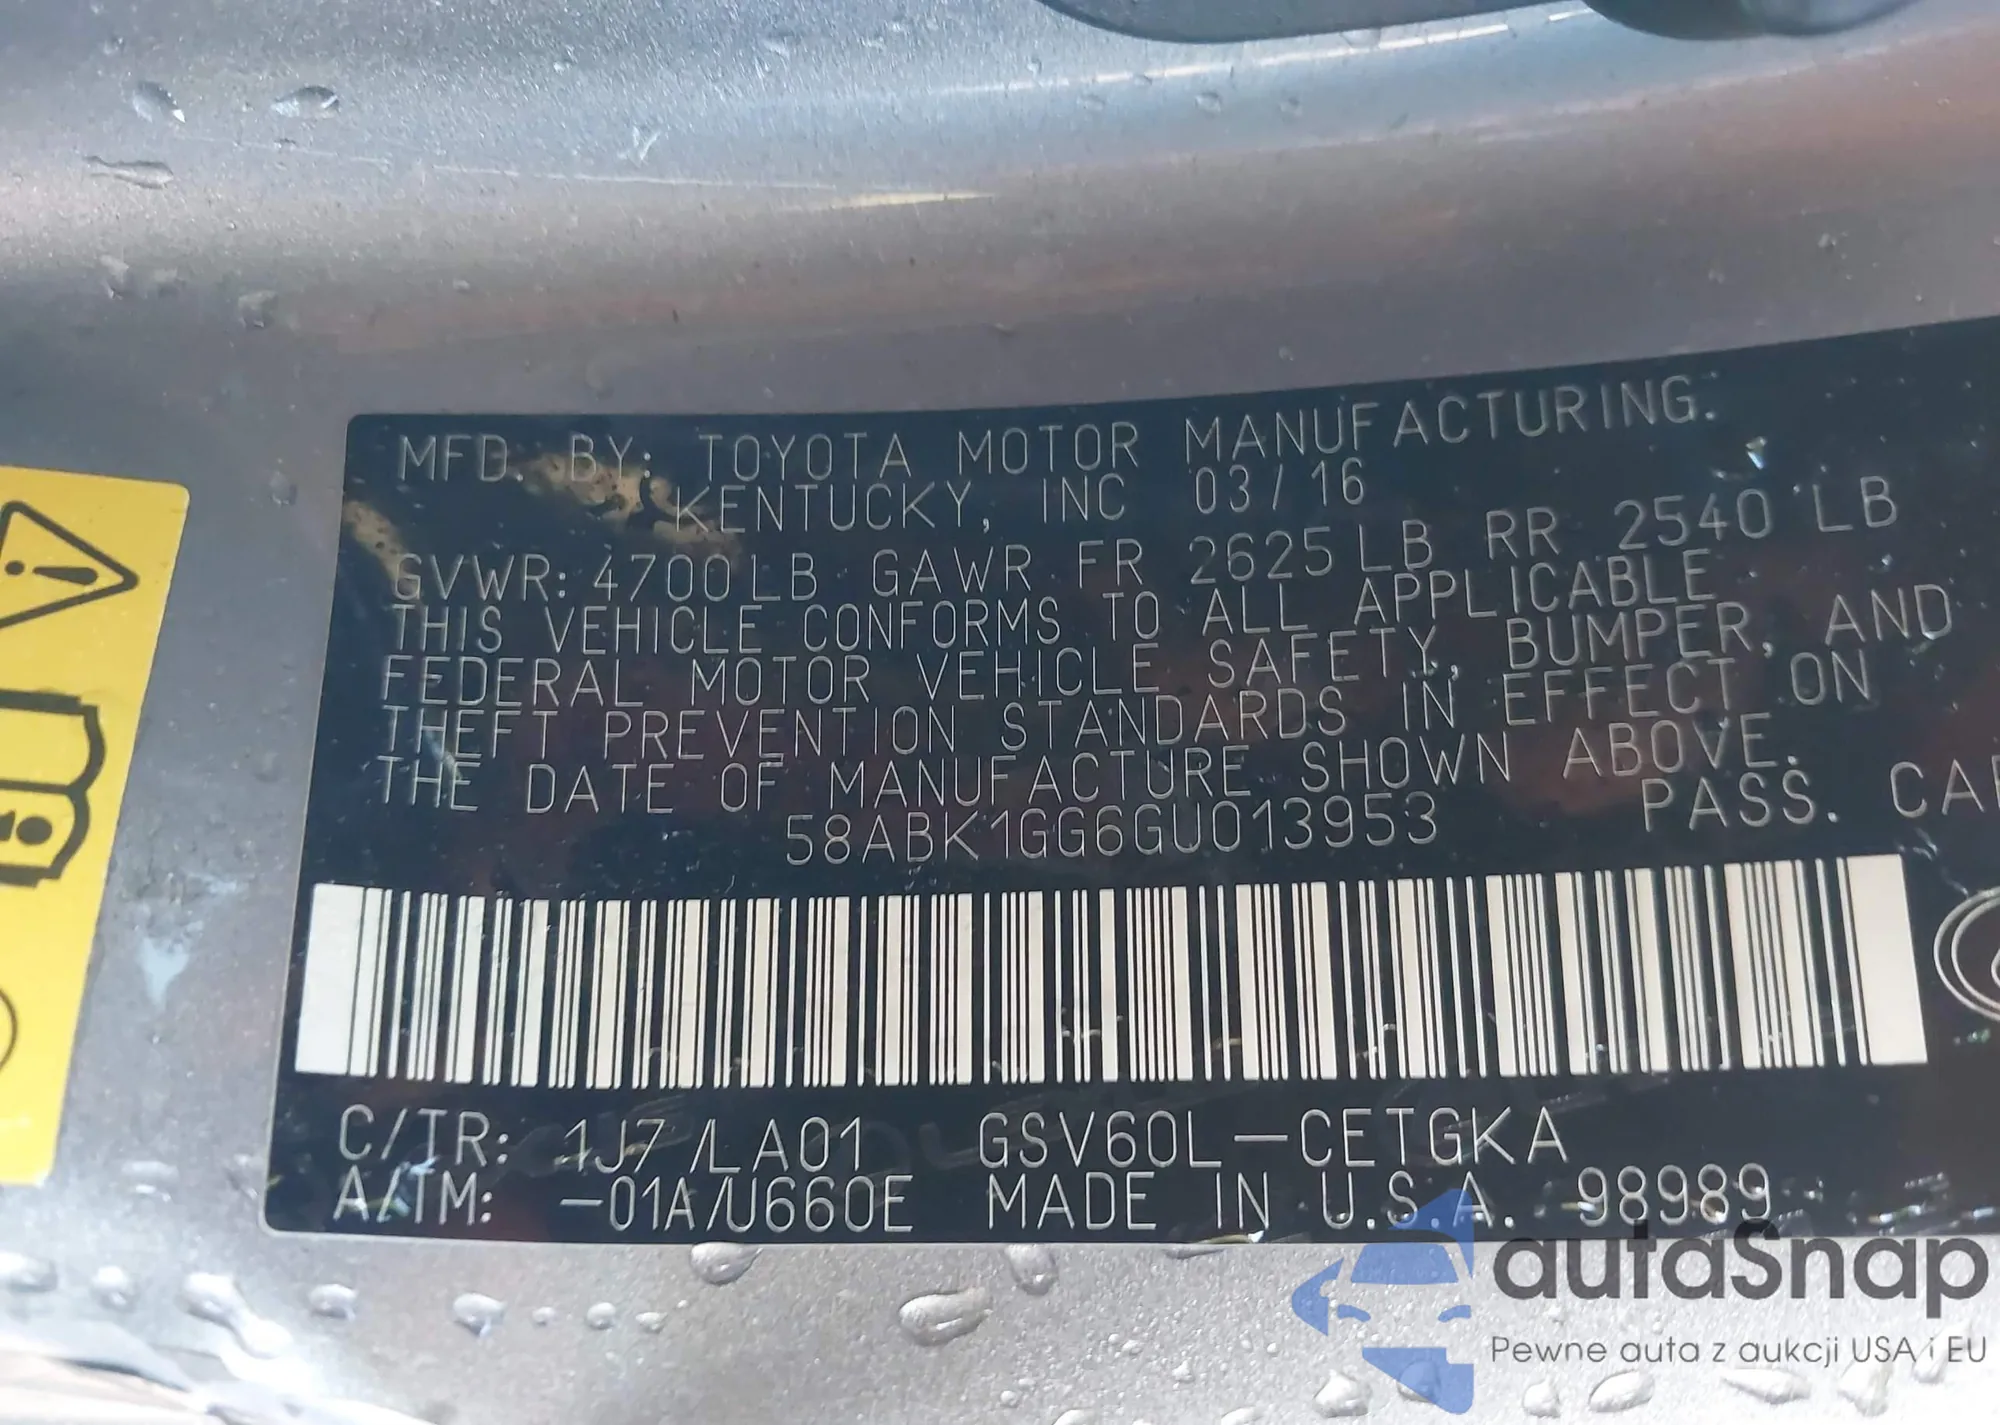 MFD. BY: TOYOTA MOTOR MANUFACTURING.
KENTUCKY, INC 03/16
GVWR: 4700LB GAWR FR 2625LB RR 2540 LB
THIS VEHICLE CONFORMS TO ALL APPLICABLE
FEDERAL MOTOR VEHICLE SAFETY, BUMPER, AND
THEFT PREVENTION STANDARDS IN EFFECT ON
THE DATE OF MANUFACTURE SHOWN ABOVE.
58ABK1GG6GU013953 PASS. CAR
C/TR: 1J7/LA01 GSV60L-CETGKA
A/TM: -01A/U660E MADE IN U.S.A. 98989
autaSnap
Pewne auta z aukcji USA i EU